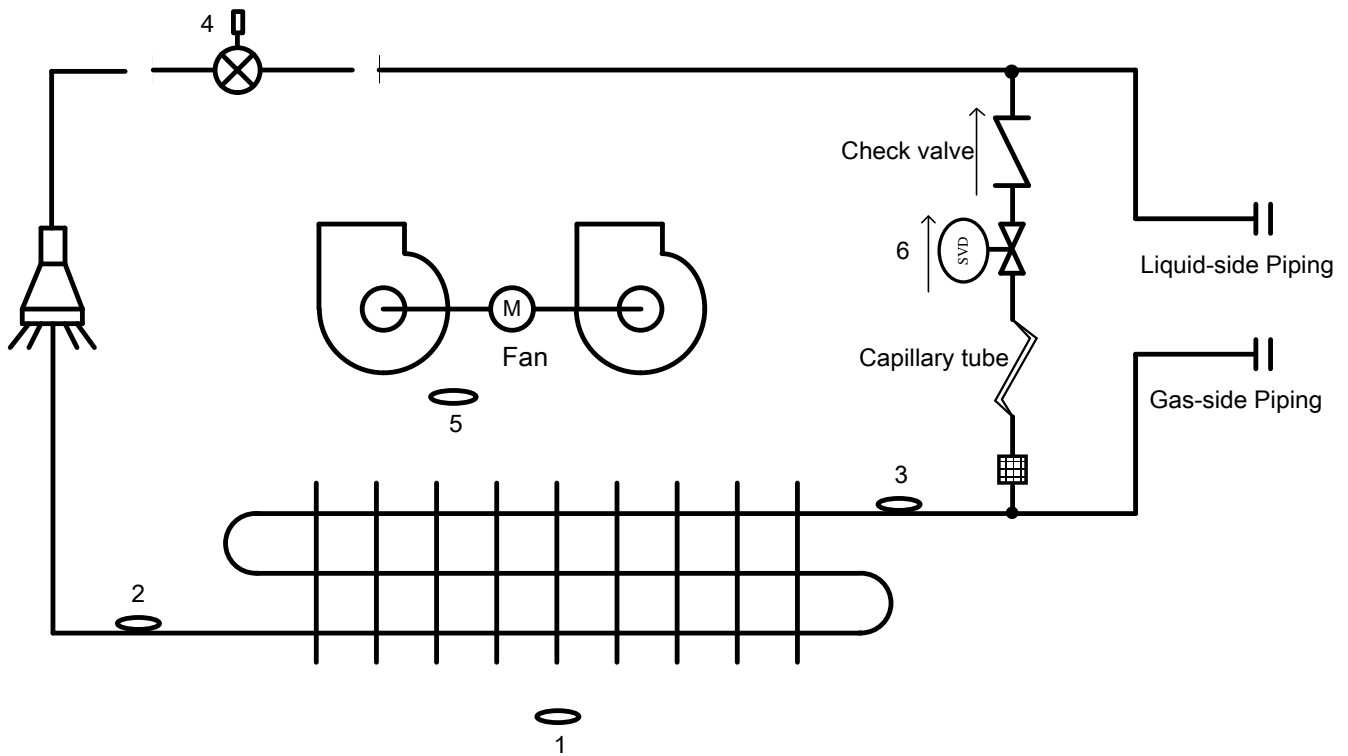 4
Check valve
6
SVD
Liquid-side Piping
M
Fan
Capillary tube
Gas-side Piping
5
3
2
1